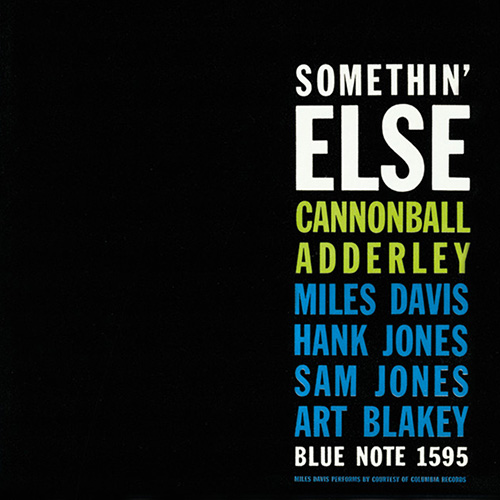 SOMETHIN'
ELSE
CANNONBALL
ADDERLEY
MILES DAVIS
HANK JONES
SAM JONES
ART BLAKEY
BLUE NOTE 1595
MILES DAVIS PERFORMS BY COURTESY OF COLUMBIA RECORDS